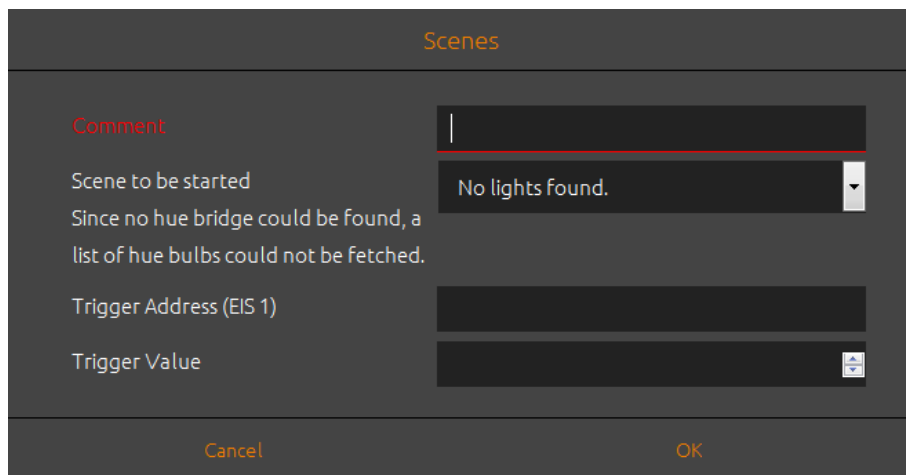 Scenes
Comment
Scene to be started
No lights found.
Since no hue bridge could be found, a
list of hue bulbs could not be fetched.
Trigger Address (EIS 1)
Trigger Value
Cancel
OK